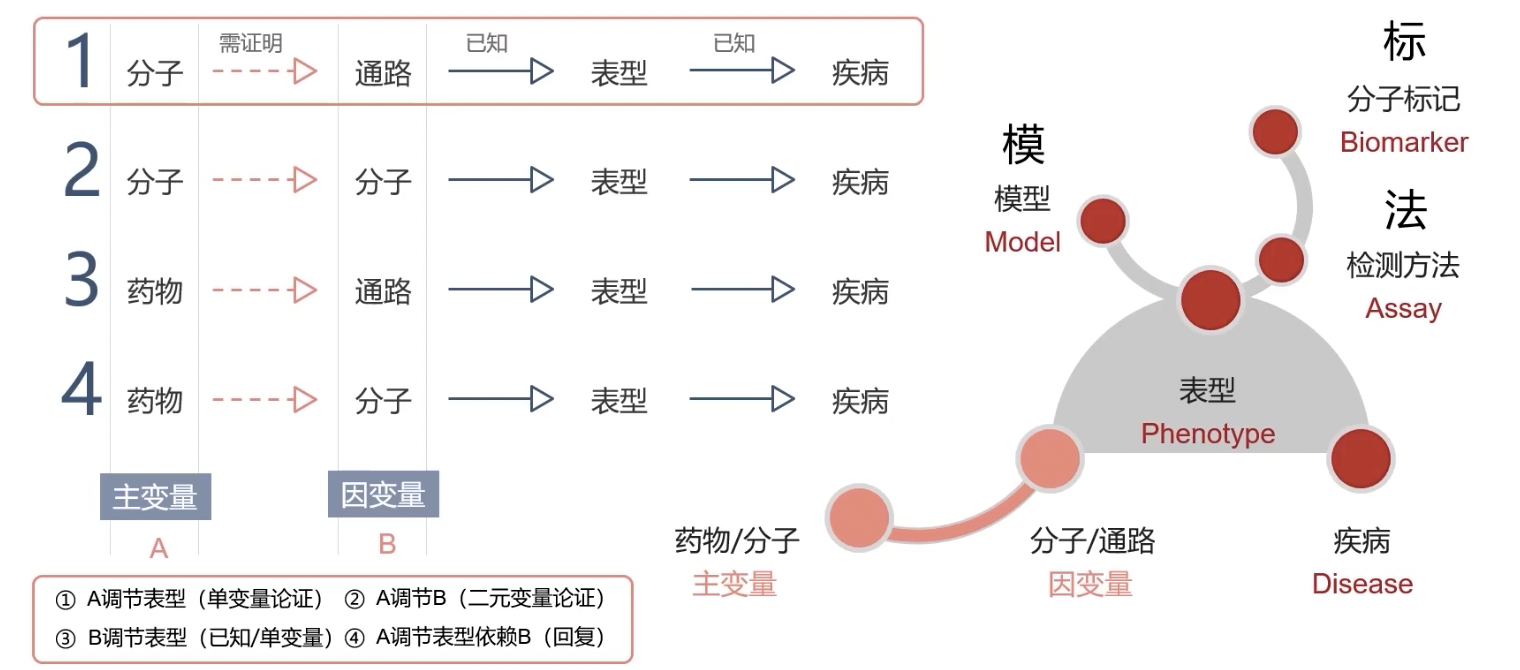 1 分子 需证明 通路 已知 表型 已知 疾病
2 分子 分子 表型 疾病
3 药物 通路 表型 疾病
4 药物 分子 表型 疾病
主变量 因变量
A B
① A调节表型（单变量论证） ② A调节B（二元变量论证）
③ B调节表型（已知/单变量） ④ A调节表型依赖B（回复）
标
分子标记
Biomarker
模
模型
Model
法
检测方法
Assay
表型
Phenotype
药物/分子
主变量
分子/通路
因变量
疾病
Disease